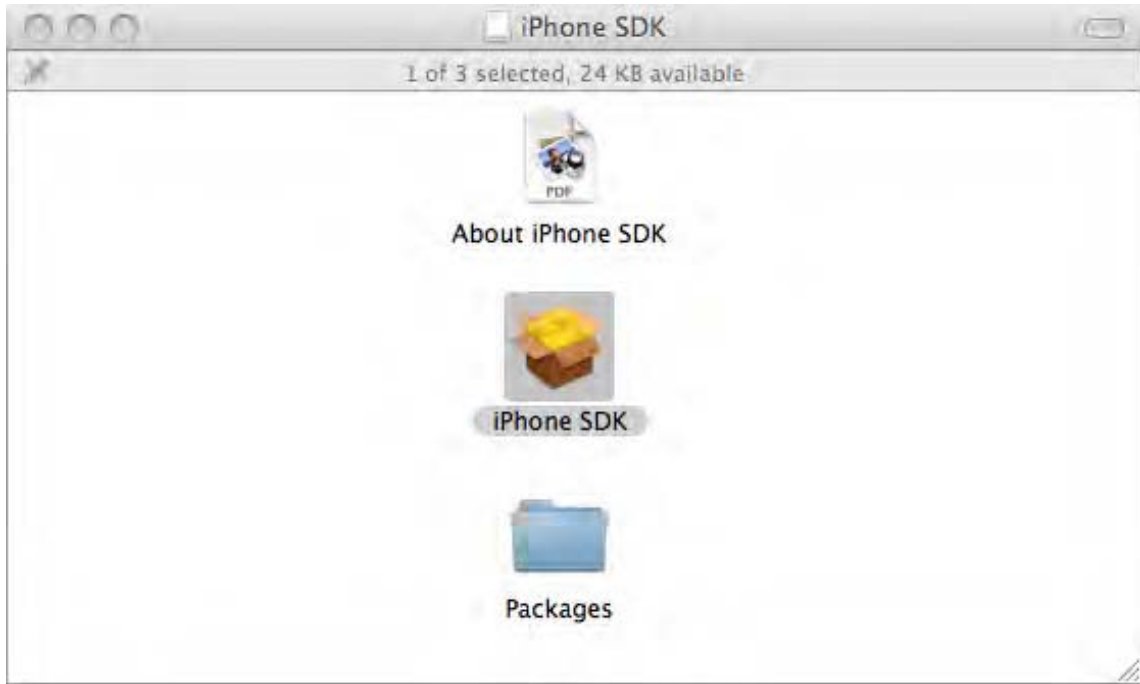 iPhone SDK
1 of 3 selected, 24 KB available
PDF
About iPhone SDK
iPhone SDK
Packages